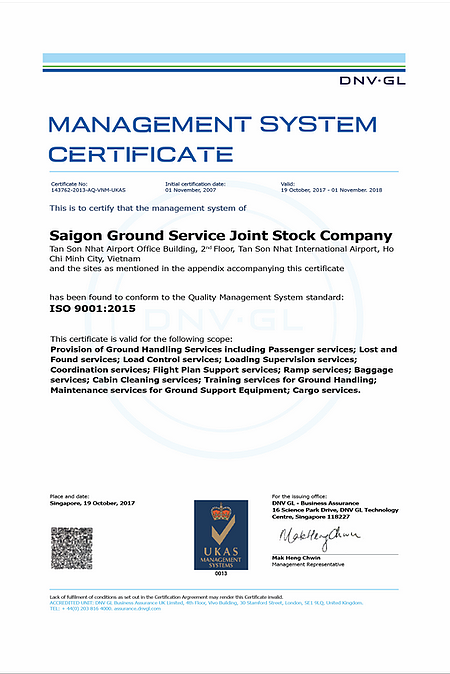 DNV·GL
MANAGEMENT SYSTEM
CERTIFICATE
Certificate No:
143762-2013-AQ-VNM-UKAS
Initial certification date:
01 November, 2007
Valid:
19 October, 2017 - 01 November. 2018
This is to certify that the management system of
Saigon Ground Service Joint Stock Company
Tan Son Nhat Airport Office Building, 2nd Floor, Tan Son Nhat International Airport, Ho
Chi Minh City, Vietnam
and the sites as mentioned in the appendix accompanying this certificate
has been found to conform to the Quality Management System standard:
ISO 9001:2015
DNV·GL
This certificate is valid for the following scope:
Provision of Ground Handling Services including Passenger services; Lost and
Found services; Load Control services; Loading Supervision services;
Coordination services; Flight Plan Support services; Ramp services; Baggage
services; Cabin Cleaning services; Training services for Ground Handling;
Maintenance services for Ground Support Equipment; Cargo services.
Place and date:
Singapore, 19 October, 2017
UKAS
MANAGEMENT
SYSTEMS
0013
For the issuing office:
DNV GL - Business Assurance
16 Science Park Drive, DNV GL Technology
Centre, Singapore 118227
Mak Heng Chwin
Mak Heng Chwin
Management Representative
Lack of fulfilment of conditions as set out in the Certification Agreement may render this Certificate invalid.
ACCREDITED UNIT: DNV GL Business Assurance UK Limited, 4th Floor, Vivo Building, 30 Stamford Street, London, SE1 9LQ, United Kingdom.
TEL: + 44(0) 203 816 4000. assurance.dnvgl.com